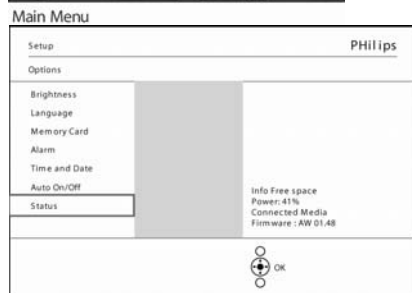 Main Menu
Setup PHilips
Options
Brightness
Language
Memory Card
Alarm
Time and Date
Auto On/Off
Status
Info Free space
Power: 41%
Connected Media
Firmware : AW 01.48
OK